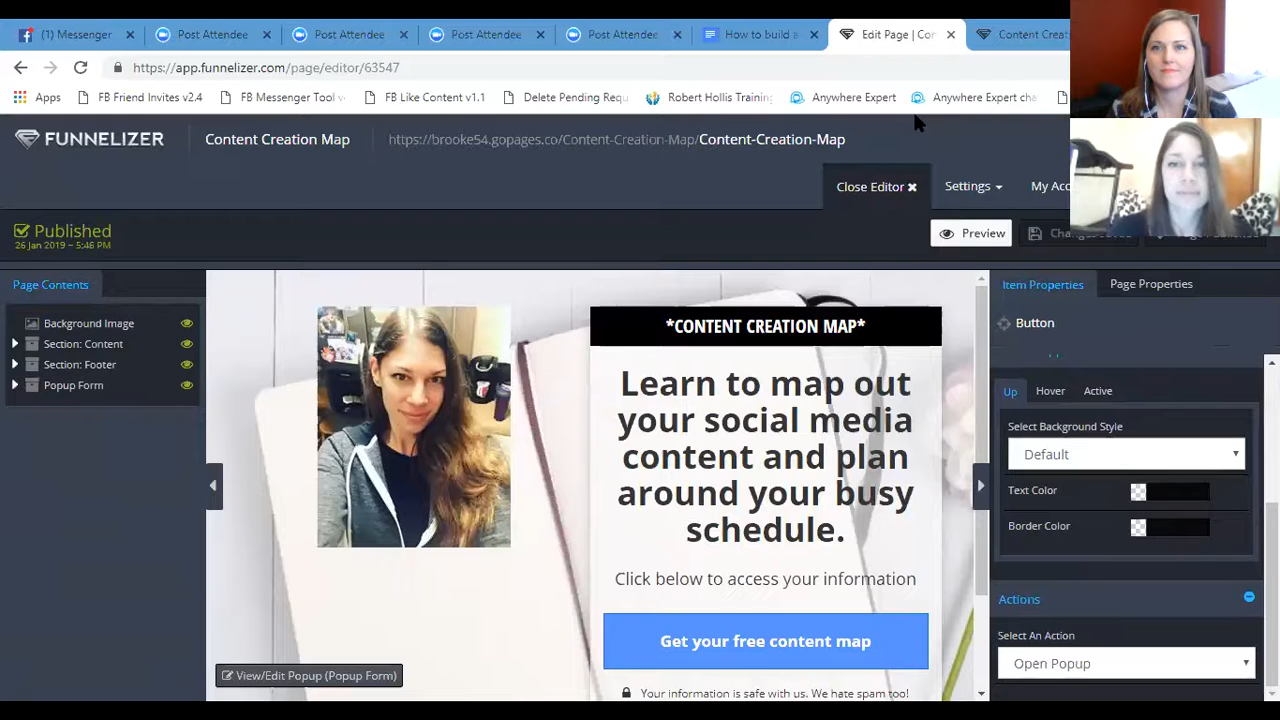 (1) Messenger
Post Attendee
Post Attendee
Post Attendee
Post Attendee
How to build a
Edit Page | Con
Content Creat
https://app.funnelizer.com/page/editor/63547
Apps
FB Friend Invites v2.4
FB Messenger Tool v
FB Like Content v1.1
Delete Pending Requ
Robert Hollis Training
Anywhere Expert
Anywhere Expert cha
FUNNELIZER
Content Creation Map
https://brooke54.gopages.co/Content-Creation-Map/Content-Creation-Map
Close Editor
Settings
My Acc
Published
26 Jan 2019 – 5:46 PM
Preview
Page Contents
Item Properties
Page Properties
Background Image
Section: Content
Section: Footer
Popup Form
*CONTENT CREATION MAP*
Learn to map out
your social media
content and plan
around your busy
schedule.
Click below to access your information
Get your free content map
Your information is safe with us. We hate spam too!
View/Edit Popup (Popup Form)
Button
Up
Hover
Active
Select Background Style
Default
Text Color
Border Color
Actions
Select An Action
Open Popup